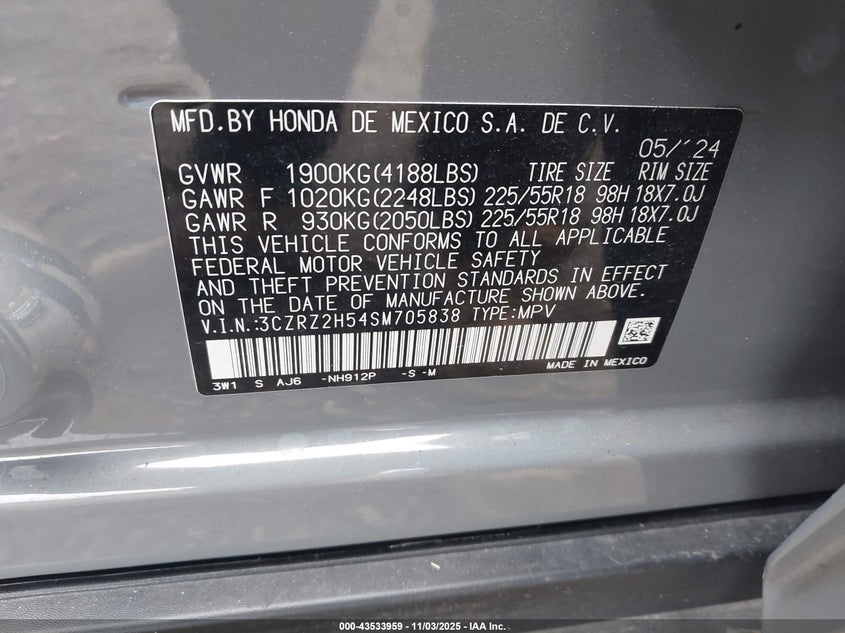 MFD.BY HONDA DE MEXICO S.A. DE C.V.
05/'24
GVWR 1900KG(4188LBS) TIRE SIZE RIM SIZE
GAWR F 1020KG(2248LBS) 225/55R18 98H 18X7.0J
GAWR R 930KG(2050LBS) 225/55R18 98H 18X7.0J
THIS VEHICLE CONFORMS TO ALL APPLICABLE
FEDERAL MOTOR VEHICLE SAFETY
AND THEFT PREVENTION STANDARDS IN EFFECT
ON THE DATE OF MANUFACTURE SHOWN ABOVE.
V.I.N.:3CZRZ2H54SM705838 TYPE:MPV
3W1 S AJ6 -NH912P -S -M MADE IN MEXICO
000-43533959 - 11/03/2025 - IAA Inc.